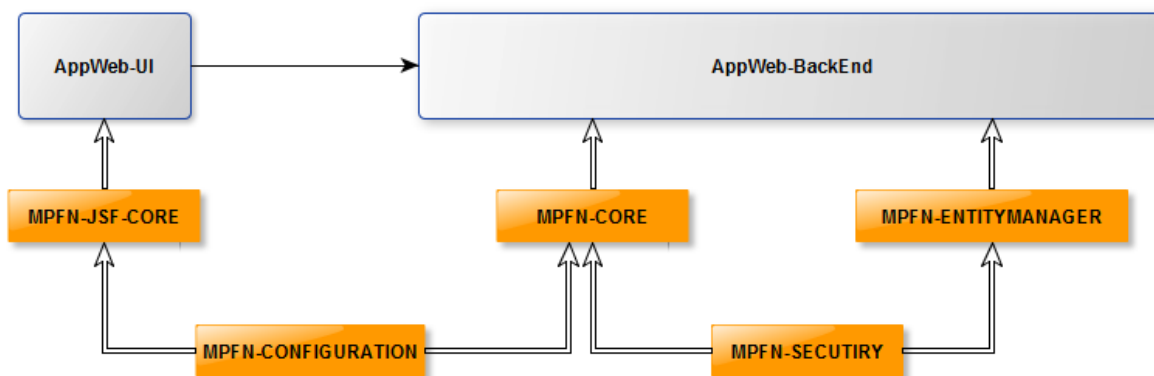 AppWeb-UI
AppWeb-BackEnd
MPFN-JSF-CORE
MPFN-CORE
MPFN-ENTITYMANAGER
MPFN-CONFIGURATION
MPFN-SECUTIRY